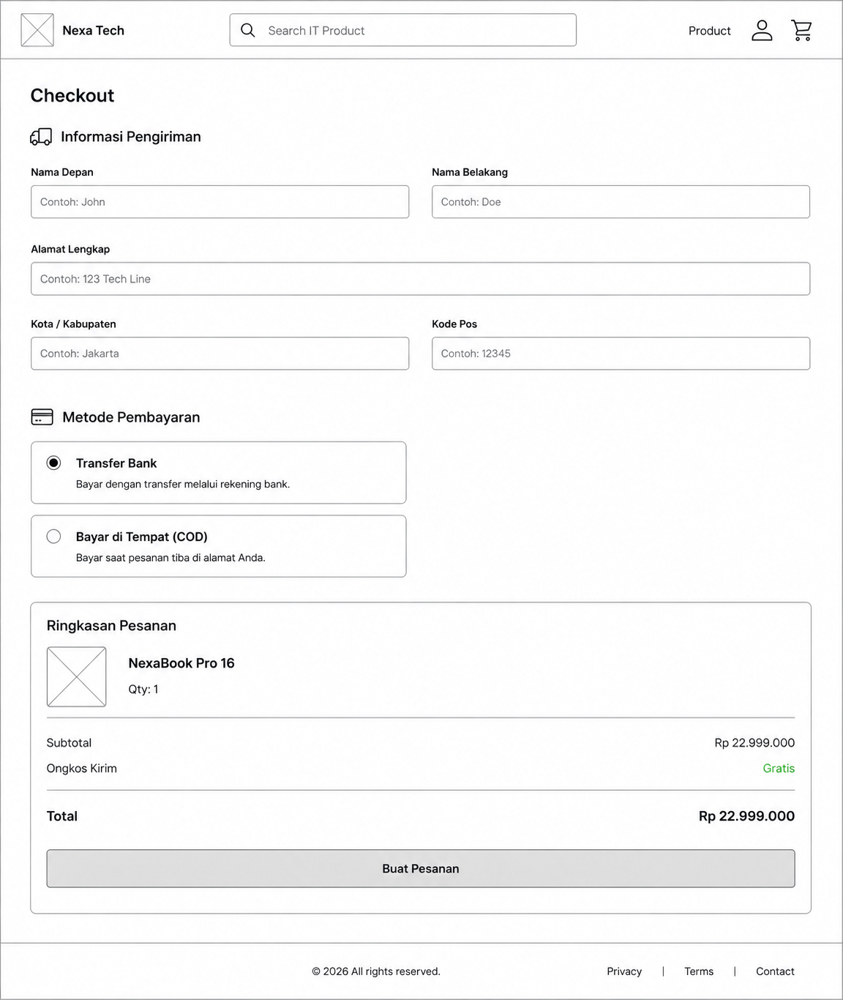 Nexa Tech
Search IT Product
Product
Checkout
Informasi Pengiriman
Nama Depan
Nama Belakang
Contoh: John
Contoh: Doe
Alamat Lengkap
Contoh: 123 Tech Line
Kota / Kabupaten
Kode Pos
Contoh: Jakarta
Contoh: 12345
Metode Pembayaran
Transfer Bank
Bayar dengan transfer melalui rekening bank.
Bayar di Tempat (COD)
Bayar saat pesanan tiba di alamat Anda.
Ringkasan Pesanan
NexaBook Pro 16
Qty: 1
Subtotal
Rp 22.999.000
Ongkos Kirim
Gratis
Total
Rp 22.999.000
Buat Pesanan
© 2026 All rights reserved.
Privacy | Terms | Contact